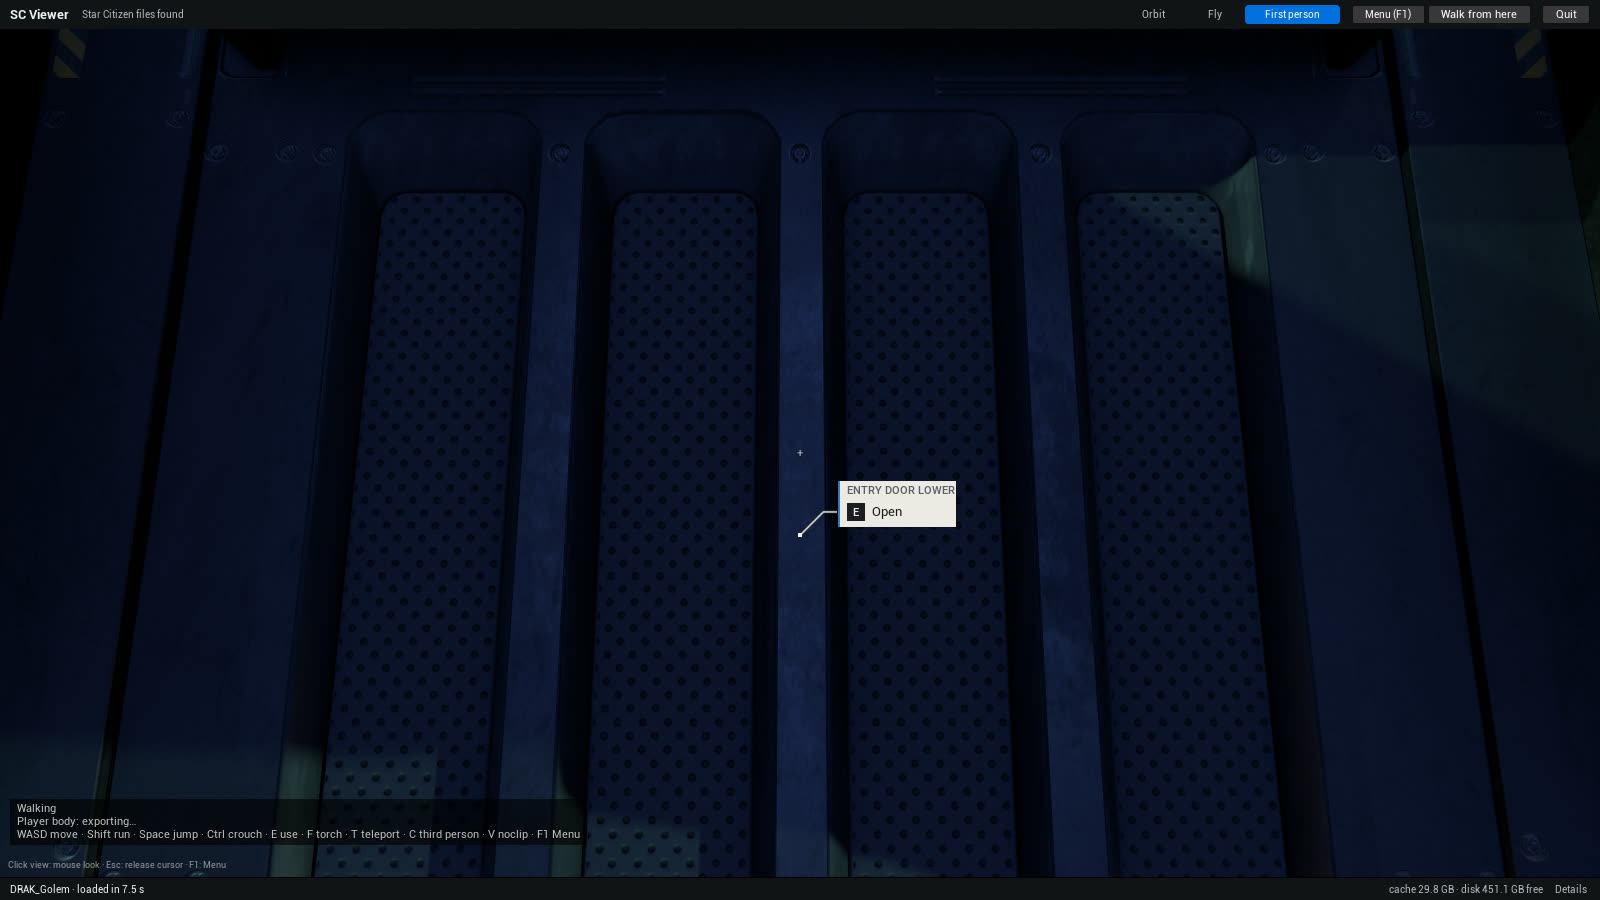 SC Viewer Star Citizen files found Orbit Fly First person Menu (F1) Walk from here Quit
ENTRY DOOR LOWER
E Open
Walking
Player body: exporting...
WASD move · Shift run · Space jump · Ctrl crouch · E use · F torch · T teleport · C third person · V noclip · F1 Menu
Click view: mouse look · Esc: release cursor · F1: Menu
DRAK_Golem · loaded in 7.5 s cache 29.8 GB · disk 451.1 GB free Details